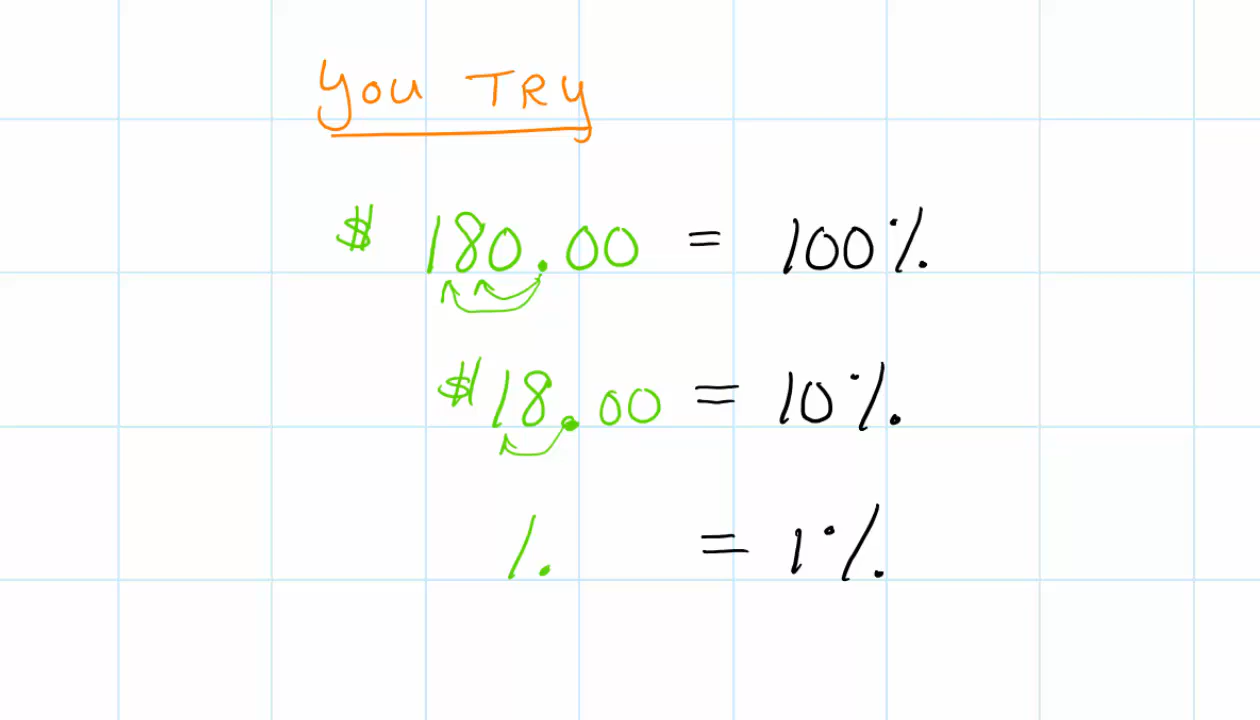 YOU TRY
$ 180.00 = 100%
$18.00 = 10%
1. = 1%